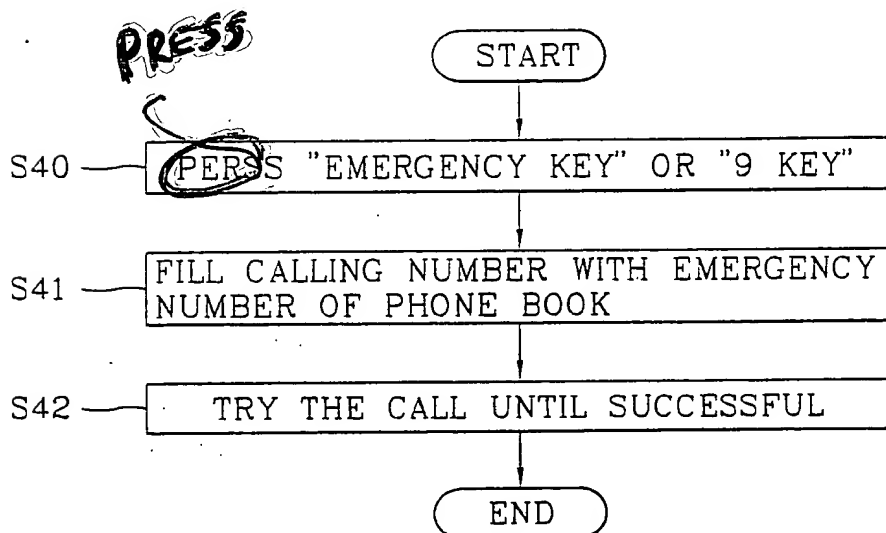 PRESS
START
S40 PERSS "EMERGENCY KEY" OR "9 KEY"
S41 FILL CALLING NUMBER WITH EMERGENCY
NUMBER OF PHONE BOOK
S42 TRY THE CALL UNTIL SUCCESSFUL
END